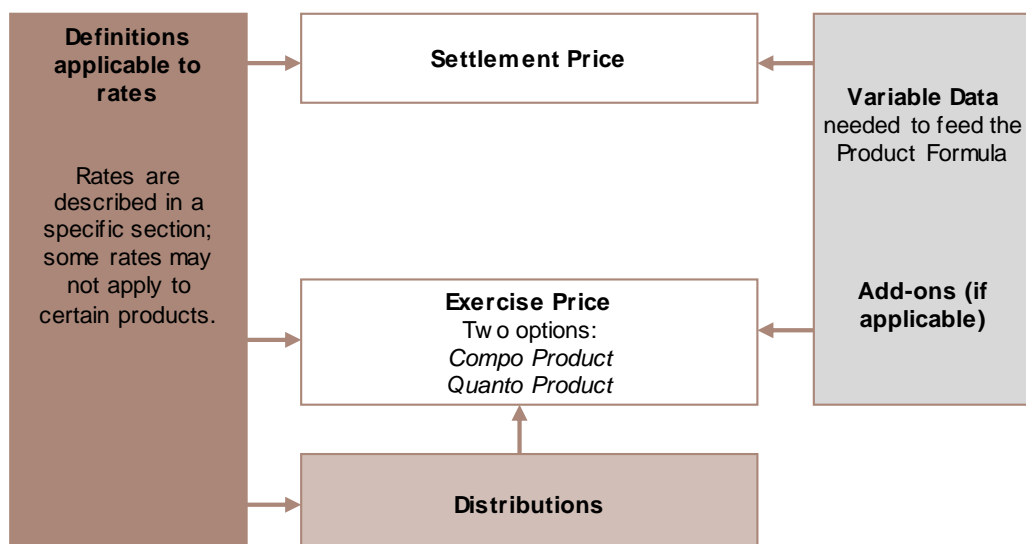 Definitions
applicable to
rates
Rates are
described in a
specific section;
some rates may
not apply to
certain products.
Settlement Price
Exercise Price
Two options:
Compo Product
Quanto Product
Distributions
Variable Data
needed to feed the
Product Formula
Add-ons (if
applicable)